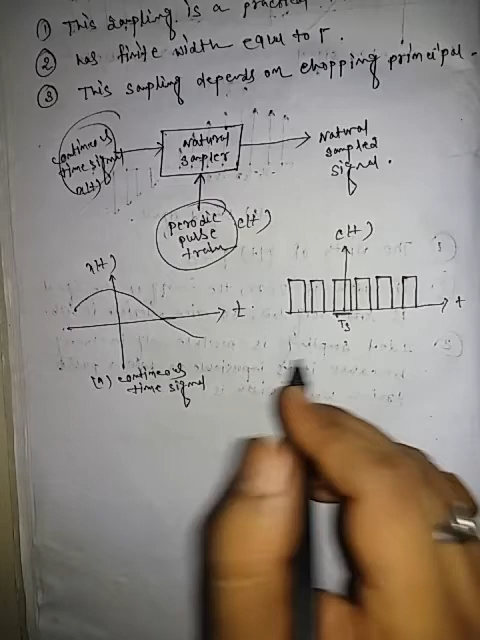 ① This sampling is a practical
② has finite width equal to τ.
③ This sampling depends on chopping principal.
continuous
time signal
x(t)
Natural
sampler
Natural
sampled
signal.
perodic
pulse
train
c(t)
x(t)
t
(a) continuous
time signal
c(t)
t
Ts